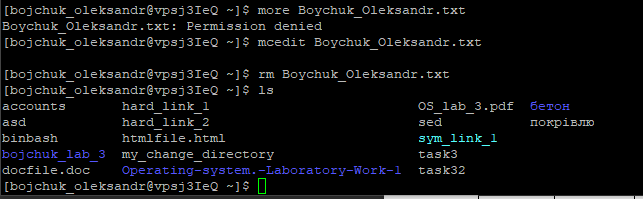 [bojchuk_oleksandr@vpsj3IeQ ~]$ more Boychuk_Oleksandr.txt
Boychuk_Oleksandr.txt: Permission denied
[bojchuk_oleksandr@vpsj3IeQ ~]$ mcedit Boychuk_Oleksandr.txt

[bojchuk_oleksandr@vpsj3IeQ ~]$ rm Boychuk_Oleksandr.txt
[bojchuk_oleksandr@vpsj3IeQ ~]$ ls
accounts hard_link_1 OS_lab_3.pdf бетон
asd hard_link_2 sed покрівлю
binbash htmlfile.html sym_link_1
bojchuk_lab_3 my_change_directory task3
docfile.doc Operating-system.-Laboratory-Work-1 task32
[bojchuk_oleksandr@vpsj3IeQ ~]$